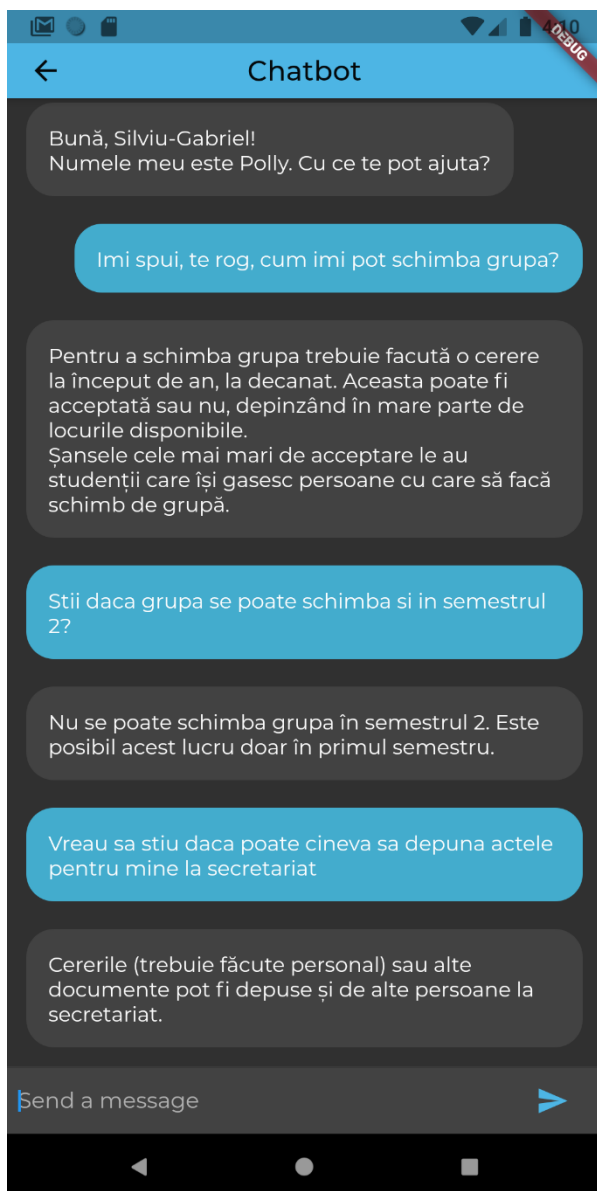 4:10
DEBUG
Chatbot
Bună, Silviu-Gabriel!
Numele meu este Polly. Cu ce te pot ajuta?
Imi spui, te rog, cum imi pot schimba grupa?
Pentru a schimba grupa trebuie facută o cerere
la început de an, la decanat. Aceasta poate fi
acceptată sau nu, depinzând în mare parte de
locurile disponibile.
Șansele cele mai mari de acceptare le au
studenții care își gasesc persoane cu care să facă
schimb de grupă.
Stii daca grupa se poate schimba si in semestrul
2?
Nu se poate schimba grupa în semestrul 2. Este
posibil acest lucru doar în primul semestru.
Vreau sa stiu daca poate cineva sa depuna actele
pentru mine la secretariat
Cererile (trebuie făcute personal) sau alte
documente pot fi depuse și de alte persoane la
secretariat.
Send a message